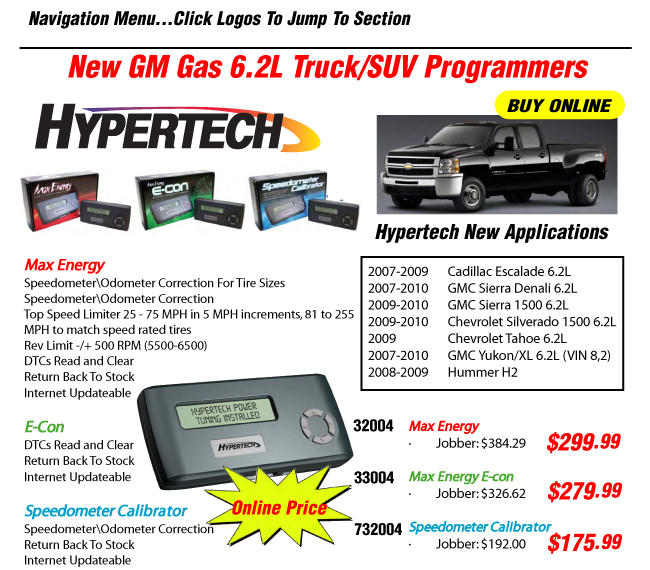 Navigation Menu...Click Logos To Jump To Section
New GM Gas 6.2L Truck/SUV Programmers
HYPERTECH
BUY ONLINE
Max Energy
E-CON
Speedometer
Calibrator
Hypertech New Applications
Max Energy
Speedometer\Odometer Correction For Tire Sizes
Speedometer\Odometer Correction
Top Speed Limiter 25 - 75 MPH in 5 MPH increments, 81 to 255
MPH to match speed rated tires
Rev Limit -/+ 500 RPM (5500-6500)
DTCs Read and Clear
Return Back To Stock
Internet Updateable
2007-2009 Cadillac Escalade 6.2L
2007-2010 GMC Sierra Denali 6.2L
2009-2010 GMC Sierra 1500 6.2L
2009-2010 Chevrolet Silverado 1500 6.2L
2009 Chevrolet Tahoe 6.2L
2007-2010 GMC Yukon/XL 6.2L (VIN 8,2)
2008-2009 Hummer H2
HYPERTECH POWER
TUNING INSTALLED
HYPERTECH
E-Con
DTCs Read and Clear
Return Back To Stock
Internet Updateable
Speedometer Calibrator
Speedometer\Odometer Correction
Return Back To Stock
Internet Updateable
Online Price
32004 Max Energy
· Jobber: $384.29 $299.99
33004 Max Energy E-con
· Jobber: $326.62 $279.99
732004 Speedometer Calibrator
· Jobber: $192.00 $175.99